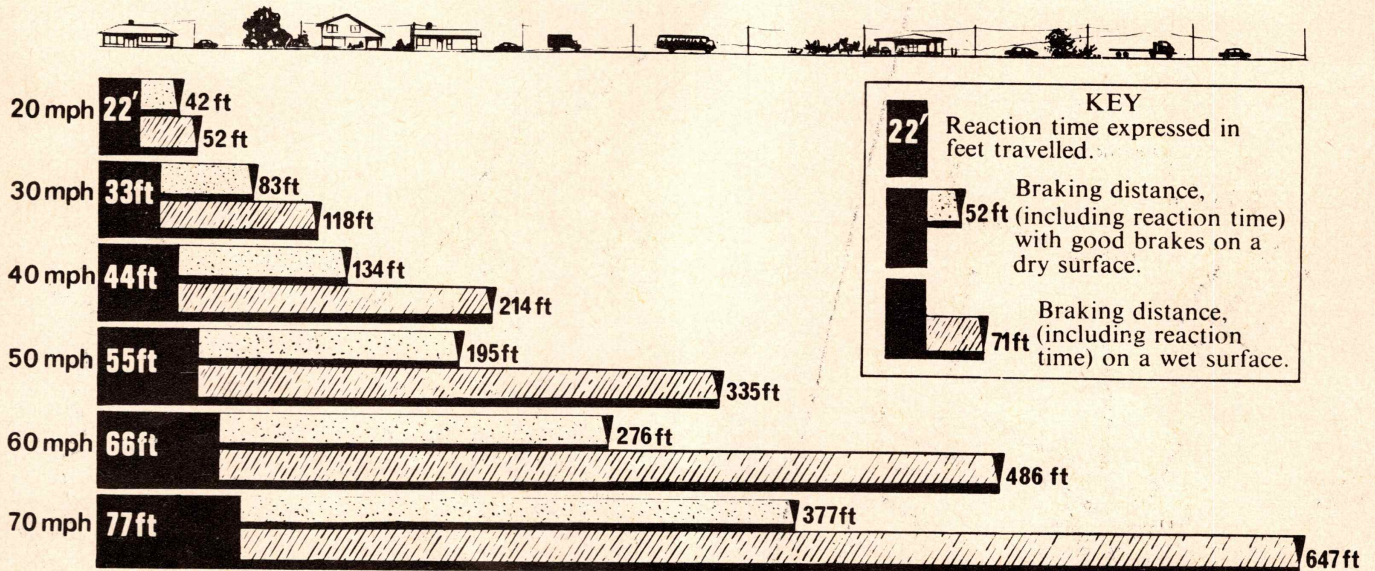 20 mph 22′ 42 ft
52 ft
30 mph 33ft 83ft
118ft
40 mph 44ft 134ft
214 ft
50 mph 55ft 195ft
335ft
60 mph 66ft 276 ft
486 ft
70 mph 77ft 377ft
647 ft
KEY
22′ Reaction time expressed in
feet travelled.
Braking distance,
52ft (including reaction time)
with good brakes on a
dry surface.
Braking distance,
71ft (including reaction
time) on a wet surface.